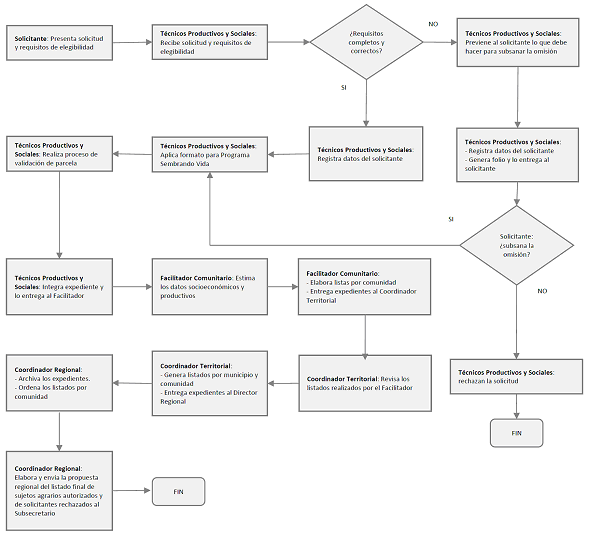 Solicitante: Presenta solicitud
y requisitos de elegibilidad
Técnicos Productivos y Sociales:
Recibe solicitud y requisitos de
elegibilidad
¿Requisitos
completos y
correctos?
NO
Técnicos Productivos y Sociales:
Previene al solicitante lo que debe
hacer para subsanar la omisión
SI
Técnicos Productivos y
Sociales: Realiza proceso de
validación de parcela
Técnicos Productivos y Sociales:
Aplica formato para Programa
Sembrando Vida
Técnicos Productivos y Sociales:
Registra datos del solicitante
Técnicos Productivos y Sociales:
- Registra datos del solicitante
- Genera folio y lo entrega al
solicitante
SI
Solicitante:
¿subsana la
omisión?
NO
Técnicos Productivos y
Sociales: Integra expediente y
lo entrega al Facilitador
Facilitador Comunitario: Estima
los datos socioeconómicos y
productivos
Facilitador Comunitario:
- Elabora listas por comunidad
- Entrega expedientes al Coordinador
Territorial
Coordinador Regional:
- Archiva los expedientes.
- Ordena los listados por
comunidad
Coordinador Territorial:
- Genera listados por municipio y
comunidad
- Entrega expedientes al Director
Regional
Coordinador Territorial: Revisa los
listados realizados por el Facilitador
Técnicos Productivos y Sociales:
rechazan la solicitud
FIN
Coordinador Regional:
Elabora y envía la propuesta
regional del listado final de
sujetos agrarios autorizados y
de solicitantes rechazados al
Subsecretario
FIN